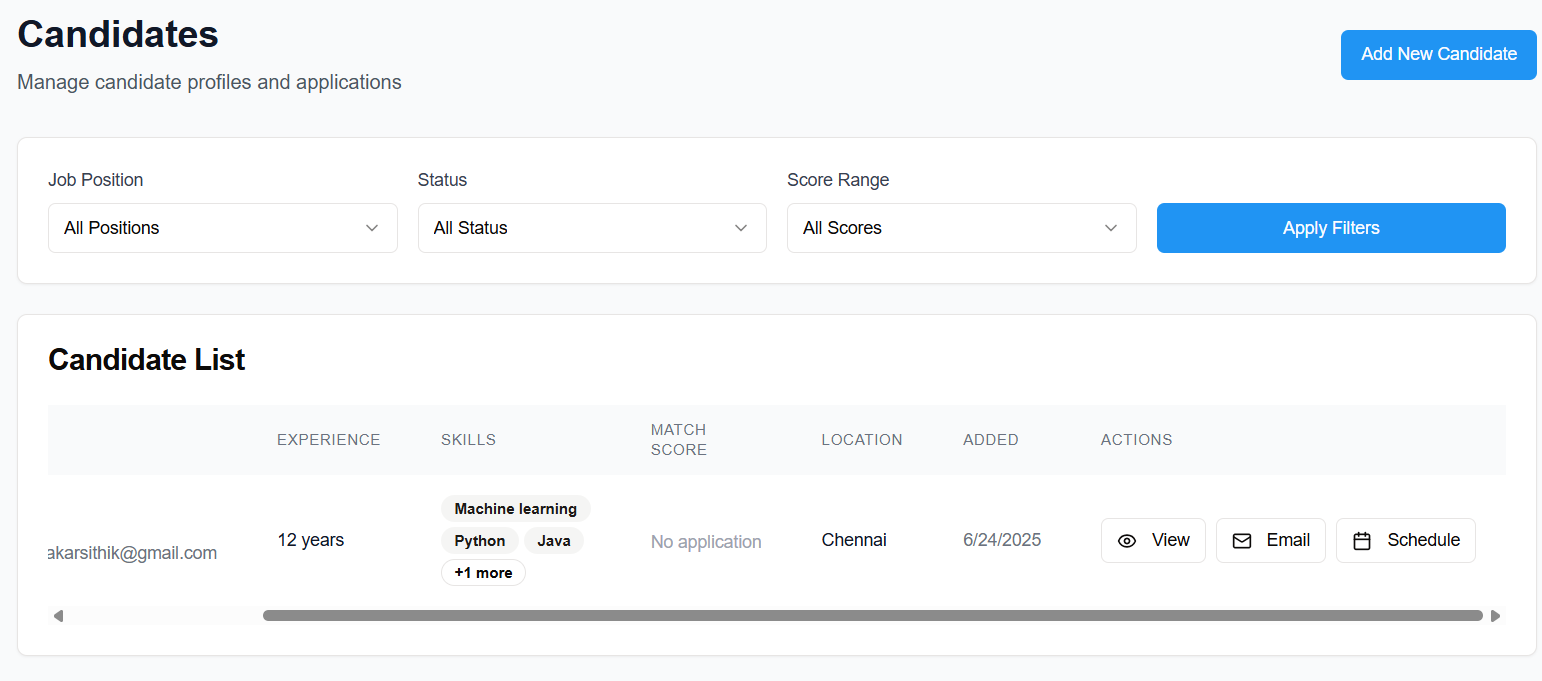 Candidates
Manage candidate profiles and applications
Add New Candidate
Job Position
Status
Score Range
All Positions
All Status
All Scores
Apply Filters
Candidate List
EXPERIENCE
SKILLS
MATCH
SCORE
LOCATION
ADDED
ACTIONS
akarsithik@gmail.com
12 years
Machine learning
Python
Java
+1 more
No application
Chennai
6/24/2025
View
Email
Schedule